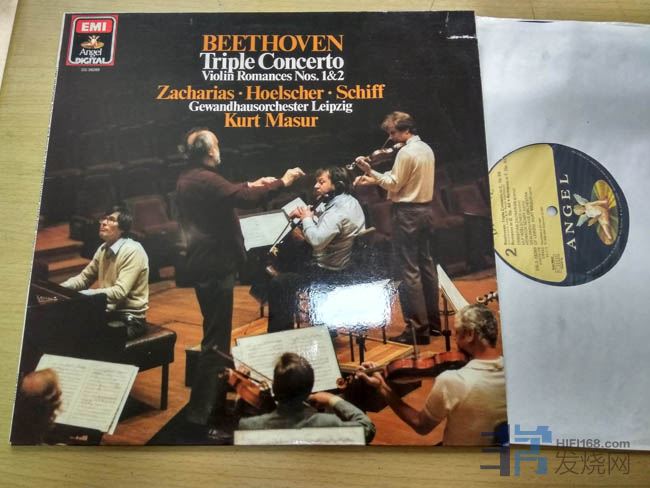 EMI
Angel
DIGITAL
BEETHOVEN
Triple Concerto
Violin Romances Nos. 1&2
Zacharias · Hoelscher · Schiff
Gewandhausorchester Leipzig
Kurt Masur
ANGEL
2
HIFI168.com
发烧网